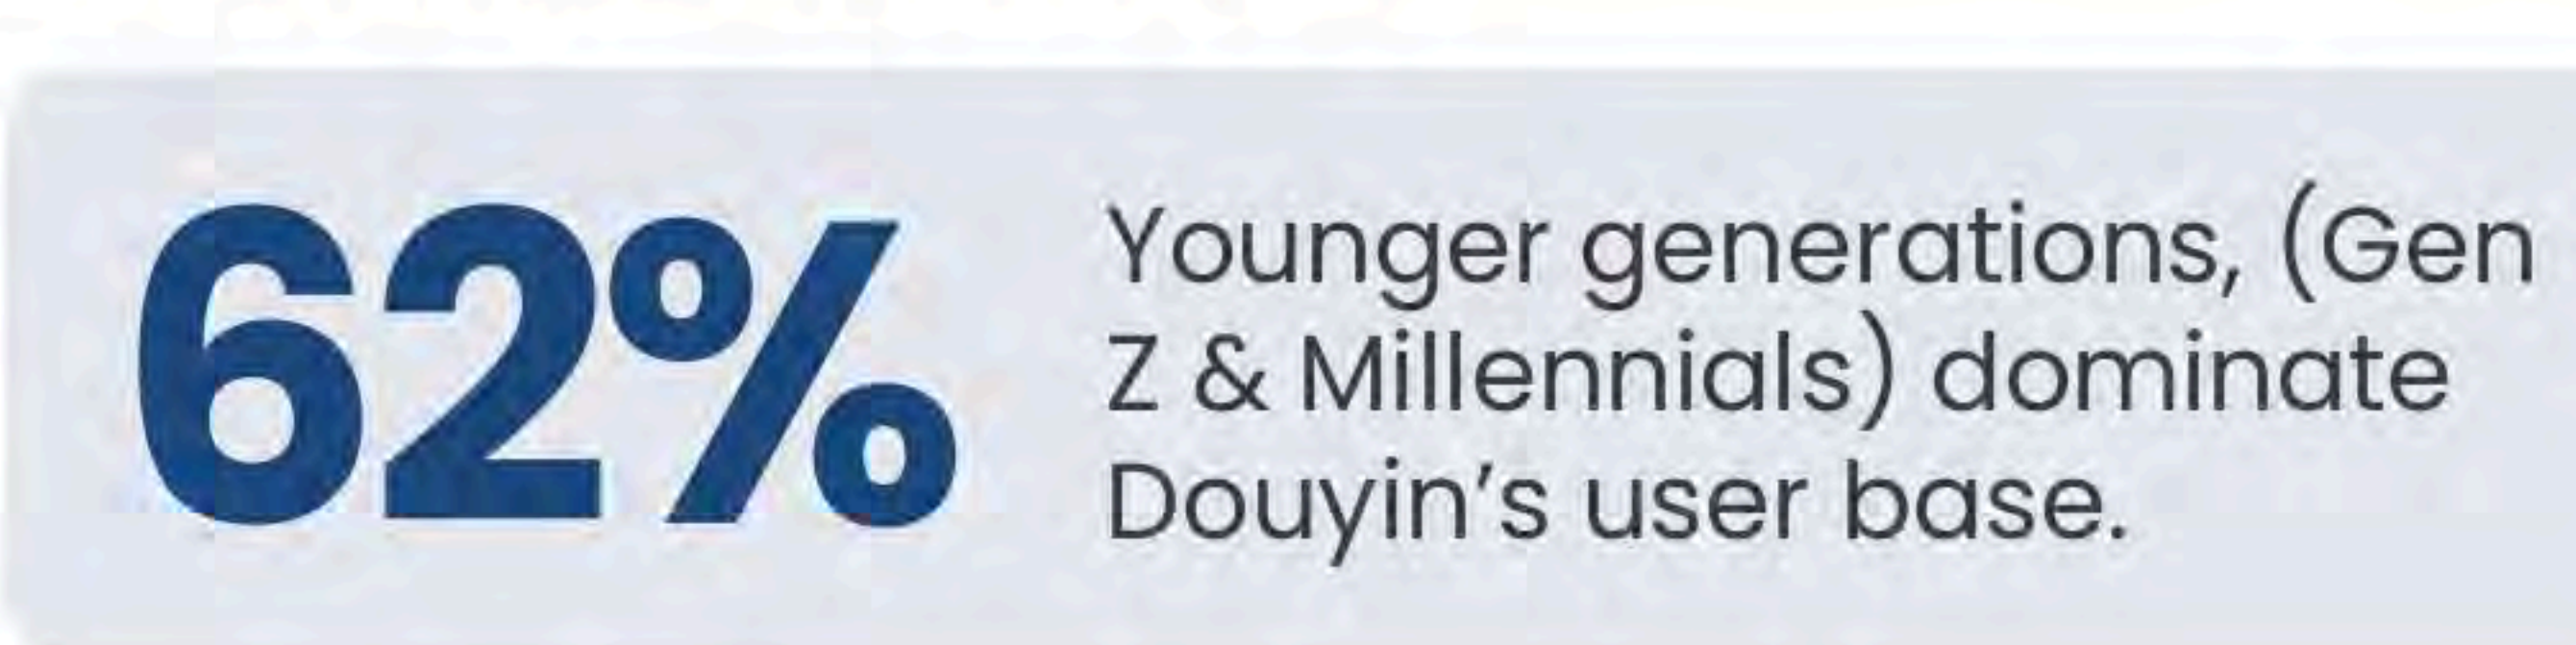 62%
Younger generations, (Gen
Z & Millennials) dominate
Douyin’s user base.